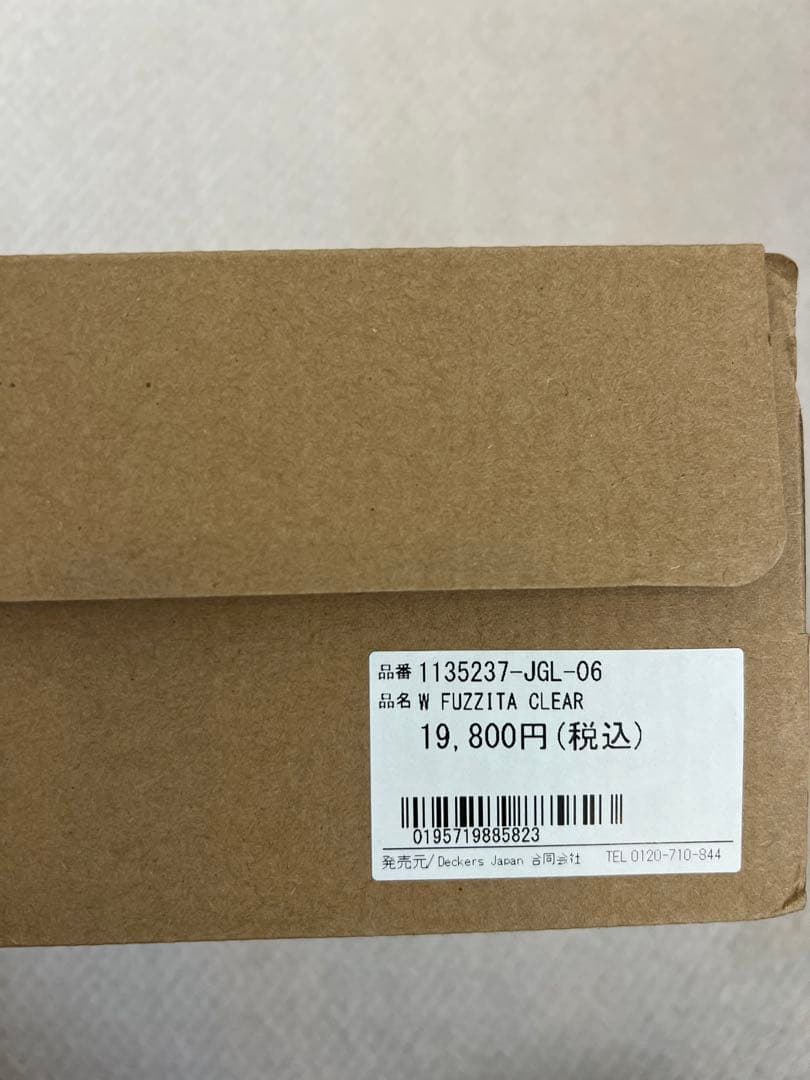 品番 1135237-JGL-06
品名 W FUZZITA CLEAR
19,800円(税込)
0195719885823
発売元/Deckers Japan 合同会社 TEL 0120-710-844